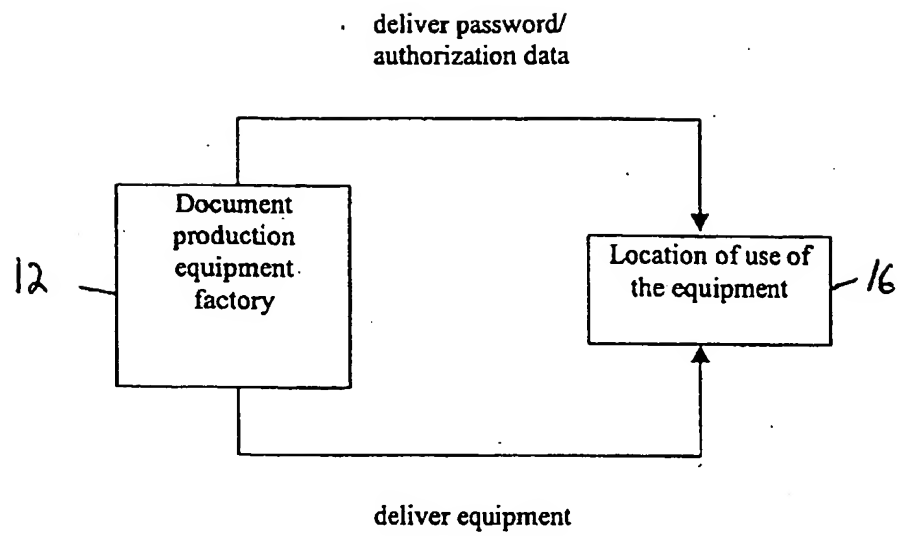 deliver password/
authorization data
Document
production
equipment
factory
Location of use of
the equipment
12
16
deliver equipment